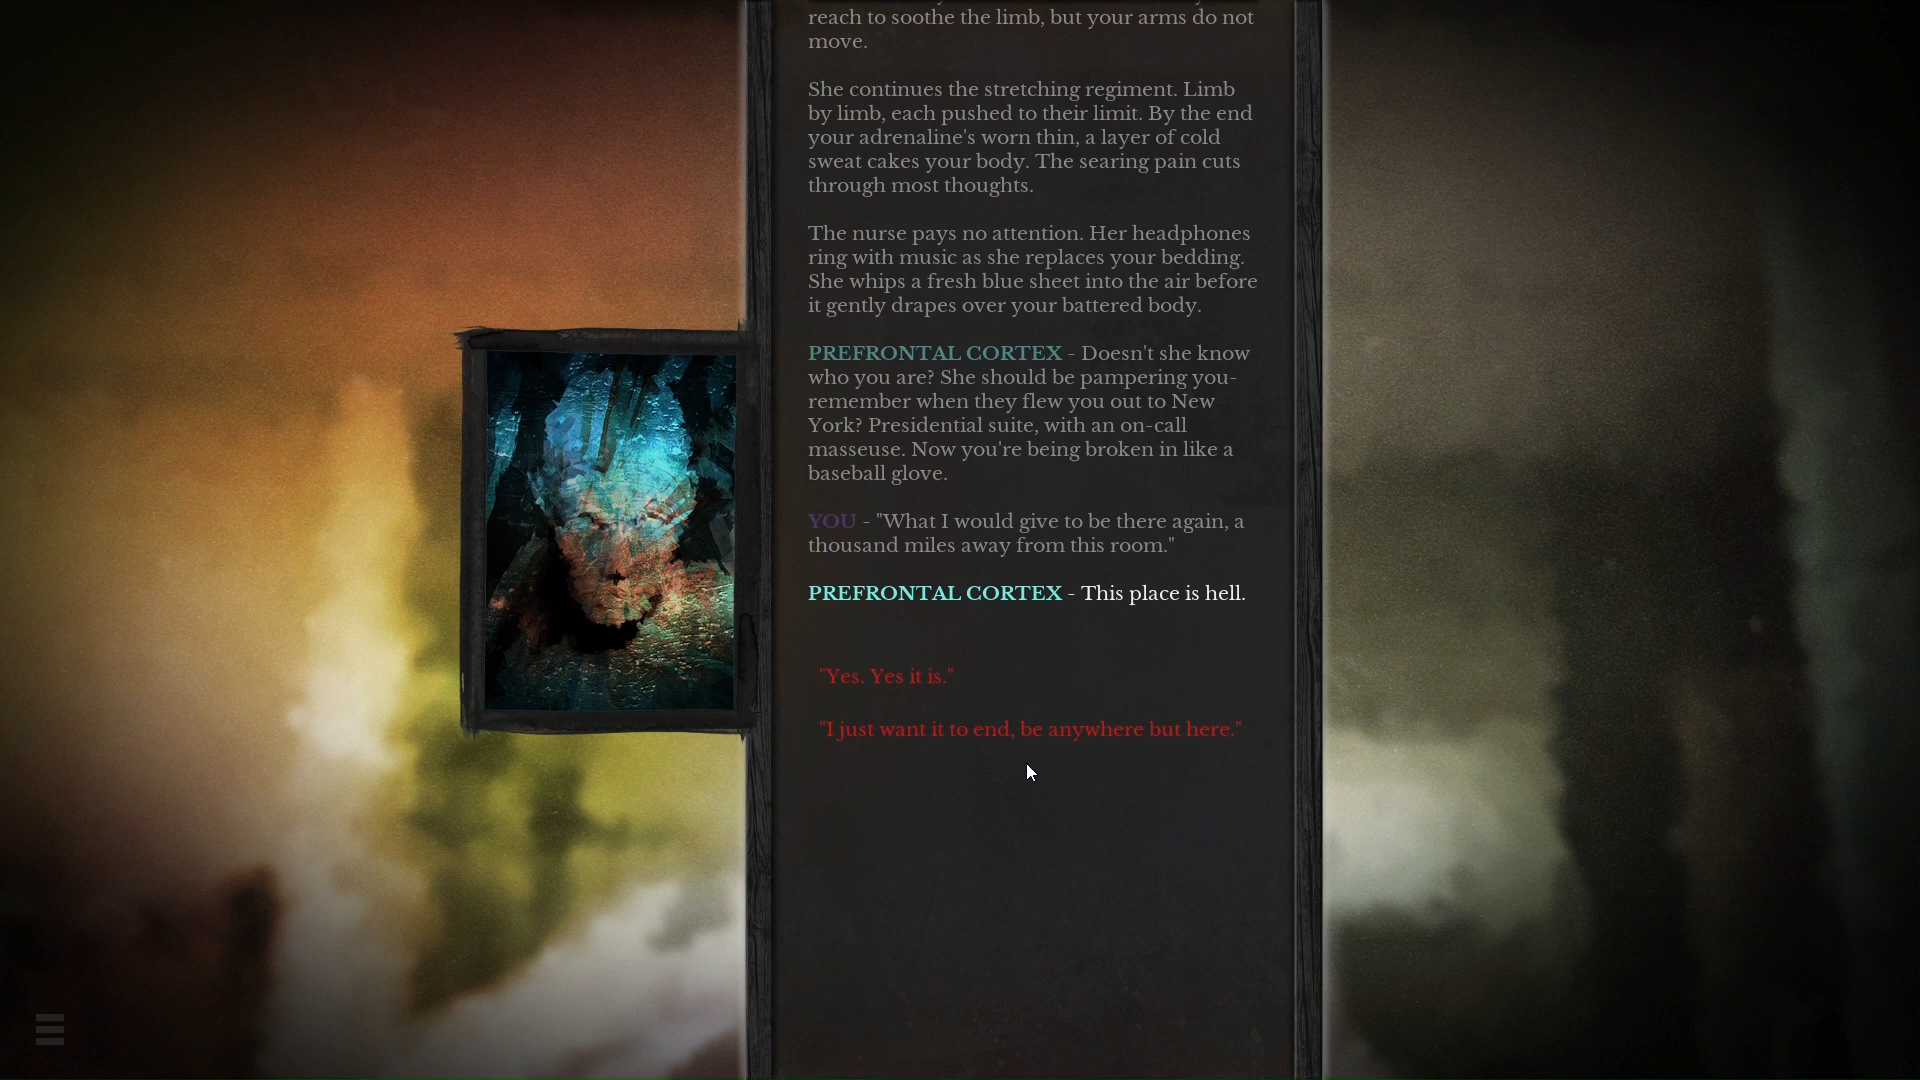 reach to soothe the limb, but your arms do not
move.
She continues the stretching regiment. Limb
by limb, each pushed to their limit. By the end
your adrenaline's worn thin, a layer of cold
sweat cakes your body. The searing pain cuts
through most thoughts.
The nurse pays no attention. Her headphones
ring with music as she replaces your bedding.
She whips a fresh blue sheet into the air before
it gently drapes over your battered body.
PREFRONTAL CORTEX - Doesn't she know
who you are? She should be pampering you-
remember when they flew you out to New
York? Presidential suite, with an on-call
masseuse. Now you're being broken in like a
baseball glove.
YOU - "What I would give to be there again, a
thousand miles away from this room."
PREFRONTAL CORTEX - This place is hell.
"Yes. Yes it is."
"I just want it to end, be anywhere but here."